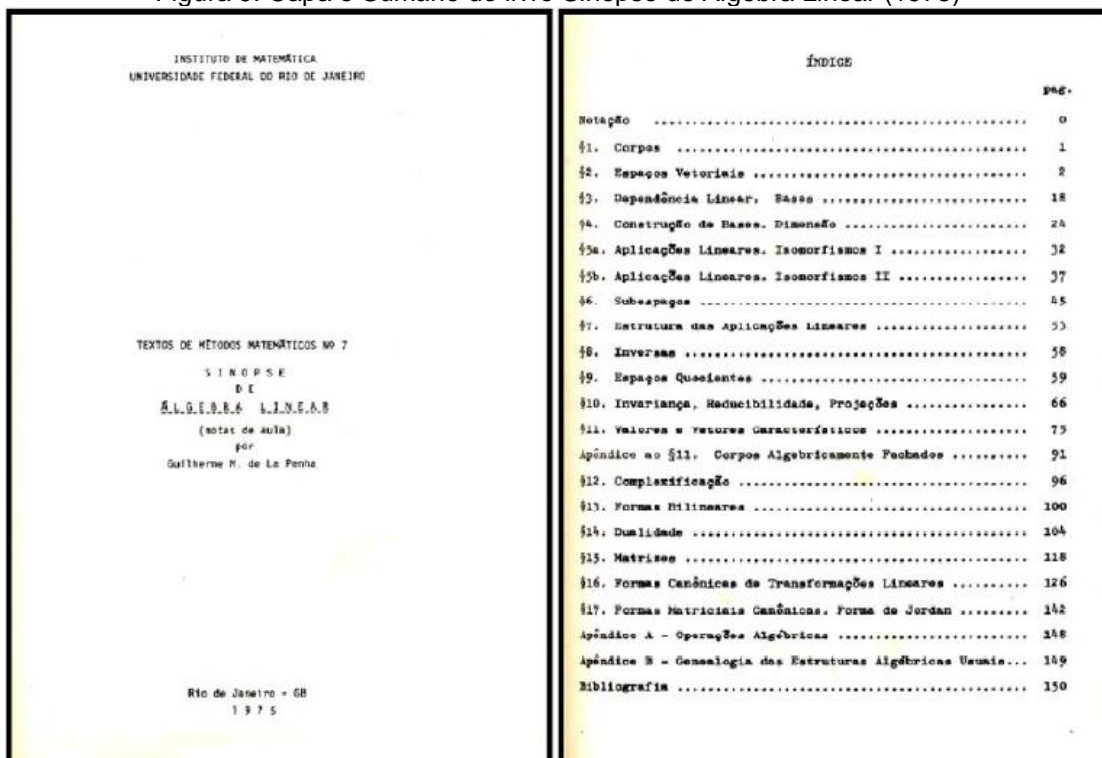 Figura 3: Capa e Sumário do livro Sinopse de Álgebra Linear (1975)
INSTITUTO DE MATEMÁTICA
UNIVERSIDADE FEDERAL DO RIO DE JANEIRO
TEXTOS DE MÉTODOS MATEMÁTICOS Nº 7
SINOPSE
DE
ÁLGEBRA LINEAR
(notas de aula)
por
Guilherme M. de La Penha
Rio de Janeiro - GB
1975
ÍNDICE
pag.
Notação ........ 0
§1. Corpos ........ 1
§2. Espaços Vetoriais ........ 2
§3. Dependência Linear. Bases ........ 18
§4. Construção de Bases. Dimensão ........ 24
§5a. Aplicações Lineares. Isomorfismos I ........ 32
§5b. Aplicações Lineares. Isomorfismos II ........ 37
§6. Subespaços ........ 45
§7. Estrutura das Aplicações Lineares ........ 53
§8. Inversas ........ 58
§9. Espaços Quocientes ........ 59
§10. Invariança, Reducibilidade, Projeções ........ 66
§11. Valores e Vetores Característicos ........ 75
Apêndice ao §11. Corpos Algebricamente Fechados ........ 91
§12. Complexificação ........ 96
§13. Formas Bilineares ........ 100
§14. Dualidade ........ 104
§15. Matrizes ........ 118
§16. Formas Canônicas de Transformações Lineares ........ 126
§17. Formas Matriciais Canônicas. Forma de Jordan ........ 142
Apêndice A - Operações Algébricas ........ 148
Apêndice B - Genealogia das Estruturas Algébricas Usuais... 149
Bibliografia ........ 150